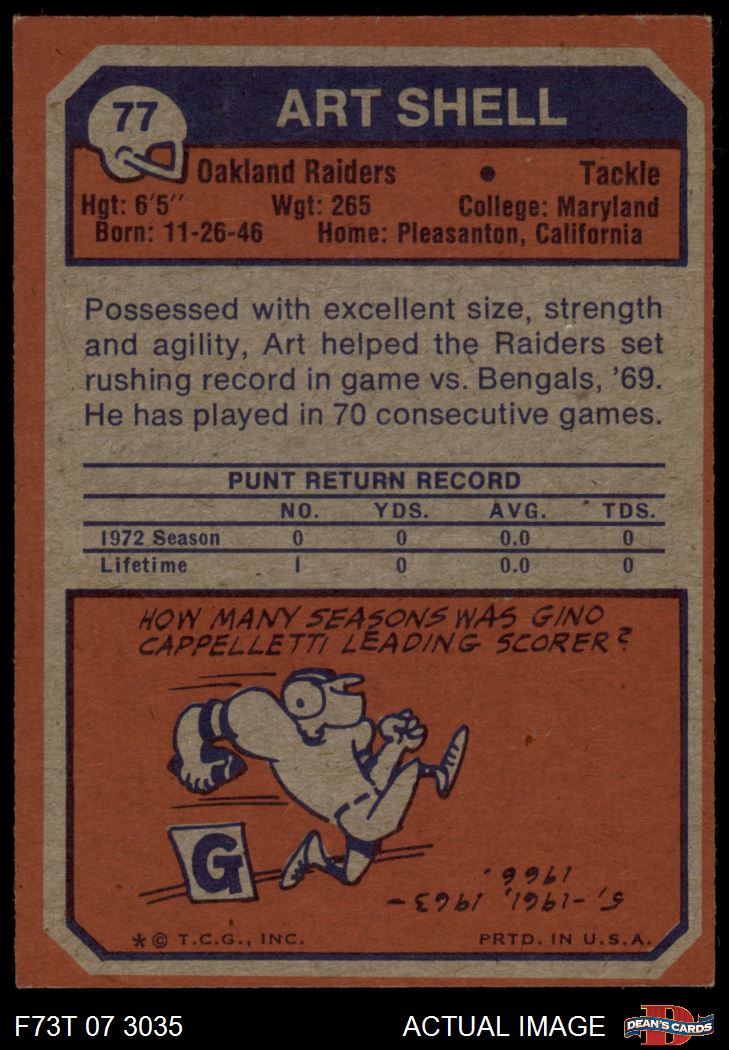 77
ART SHELL
Oakland Raiders • Tackle
Hgt: 6'5" Wgt: 265 College: Maryland
Born: 11-26-46 Home: Pleasanton, California
Possessed with excellent size, strength
and agility, Art helped the Raiders set
rushing record in game vs. Bengals, '69.
He has played in 70 consecutive games.
PUNT RETURN RECORD
NO. YDS. AVG. TDS.
1972 Season 0 0 0.0 0
Lifetime 1 0 0.0 0
HOW MANY SEASONS WAS GINO
CAPPELLETTI LEADING SCORER?
G
5, -1961, 1963-
1966.
* © T.C.G., INC. PRTD. IN U.S.A.
F73T 07 3035 ACTUAL IMAGE D DEAN'S CARDS